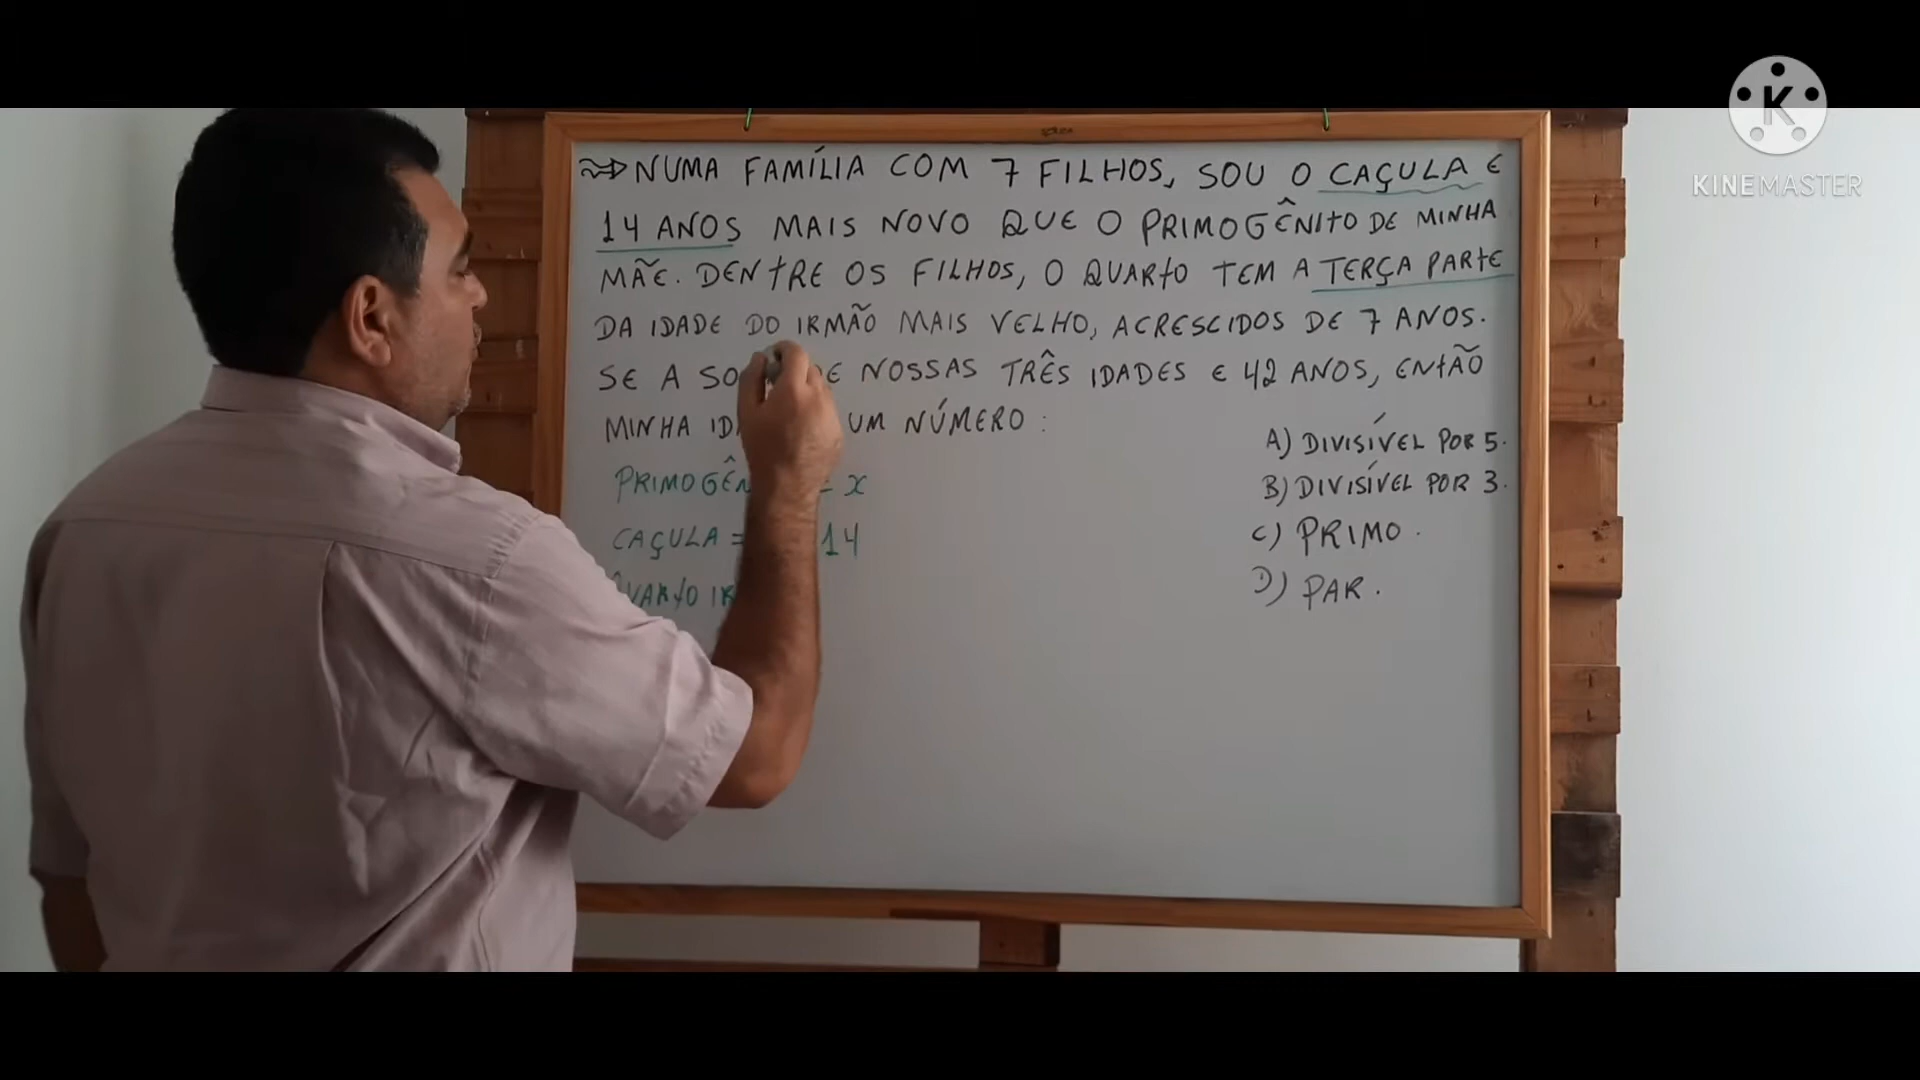 NUMA FAMÍLIA COM 7 FILHOS, SOU O CAÇULA E
14 ANOS MAIS NOVO QUE O PRIMOGÊNITO DE MINHA
MÃE. DENTRE OS FILHOS, O QUARTO TEM A TERÇA PARTE
DA IDADE DO IRMÃO MAIS VELHO, ACRESCIDOS DE 7 ANOS.
SE A NOSSAS TRÊS IDADES E 42 ANOS, ENTÃO
MINHA UM NÚMERO:
= x
CAÇULA = 14
A) DIVISÍVEL POR 5.
B) DIVISÍVEL POR 3.
C) PRIMO.
D) PAR.
K
KINEMASTER